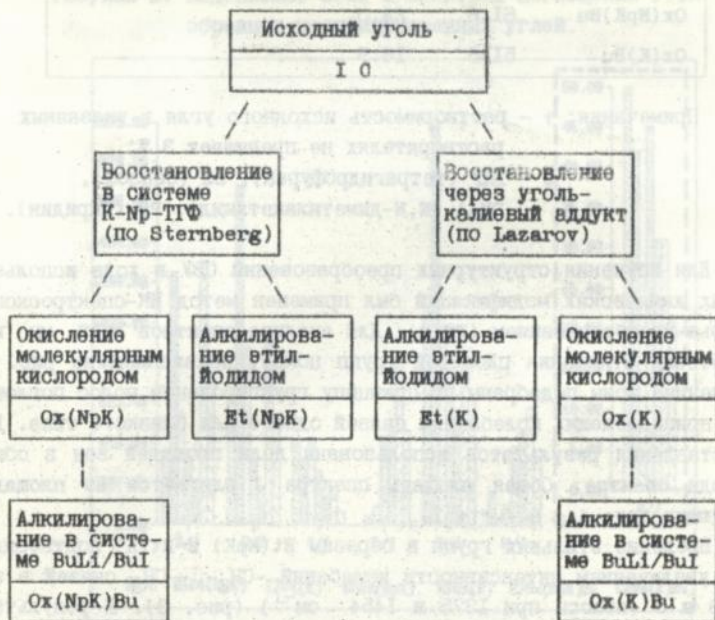 Исходный уголь
I C
Восстановление
в системе
K-Np-ТГФ
(по Sternberg)
Восстановление
через уголь-
калиевый аддукт
(по Lazarov)
Окисление
молекулярным
кислородом
Ox(NpK)
Алкилирова-
ние этил-
йодидом
Et(NpK)
Алкилирова-
ние этил-
йодидом
Et(K)
Окисление
молекулярным
кислородом
Ox(K)
Алкилирова-
ние в систе-
ме BuLi/BuI
Ox(NpK)Bu
Алкилирова-
ние в систе-
ме BuLi/BuI
Ox(K)Bu